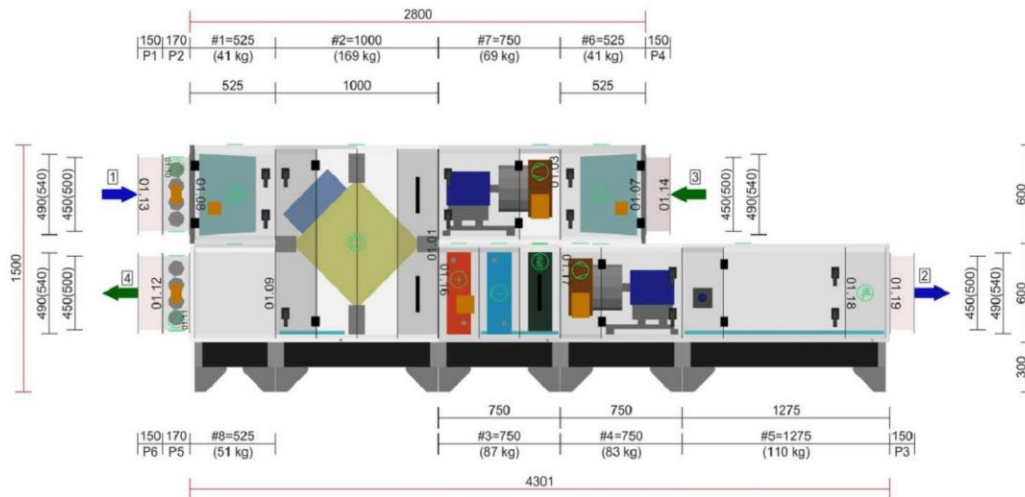 2800
150 170 #1=525 #2=1000 #7=750 #6=525 150
P1 P2 (41 kg) (169 kg) (69 kg) (41 kg) P4
525 1000 525
490(540) 450(500) 1 01.13 01.08 01.03 01.07 01.14 3 450(500) 490(540) 600
1500
01.01
490(540) 450(500) 4 01.12 01.09 01.16 01.17 01.18 01.19 2 450(500) 490(540) 600
300
750 750 1275
150 170 #8=525 #3=750 #4=750 #5=1275 150
P6 P5 (51 kg) (87 kg) (83 kg) (110 kg) P3
4301